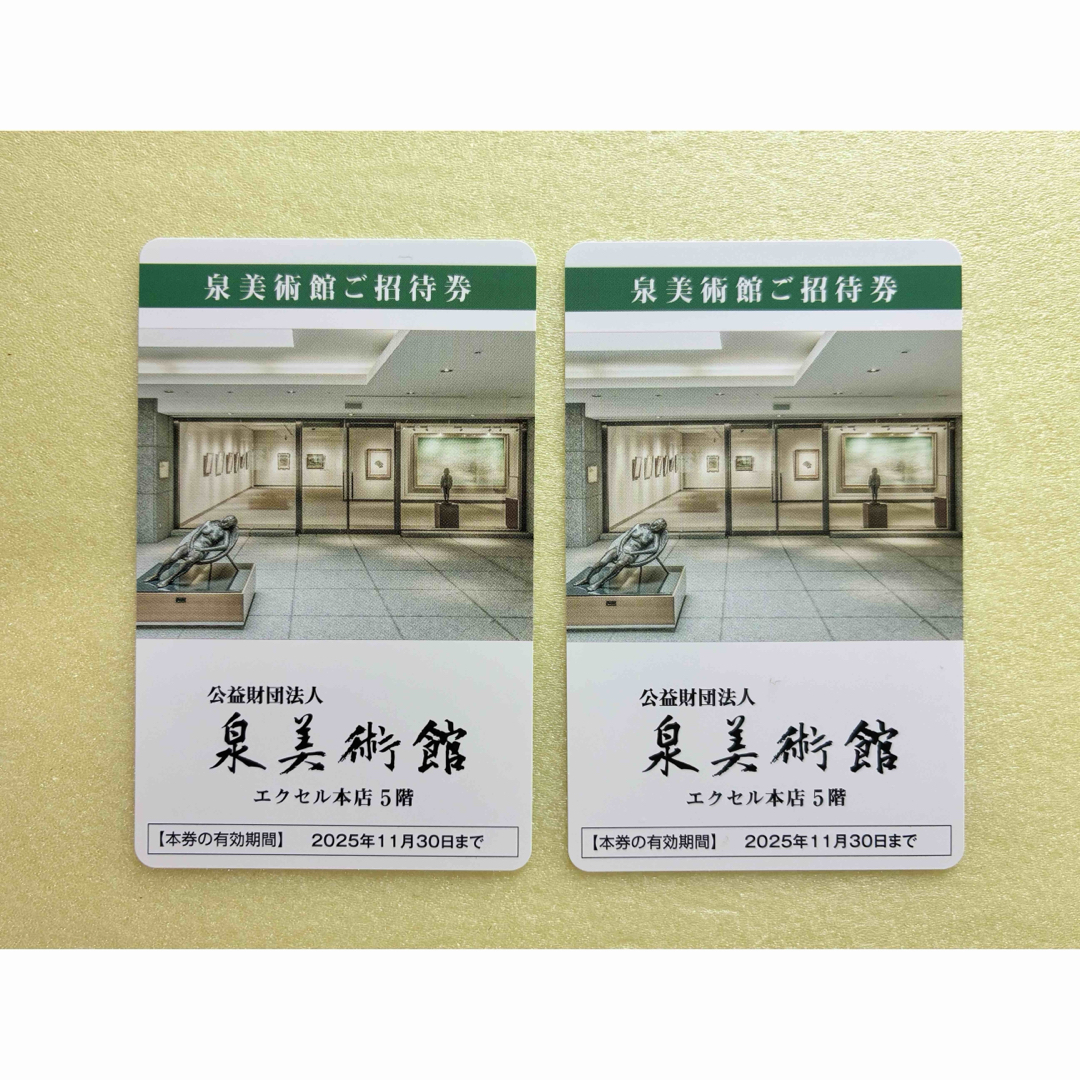 泉美術館ご招待券
公益財団法人
泉美術館
エクセル本店 5階
【本券の有効期間】 2025年11月30日まで
泉美術館ご招待券
公益財団法人
泉美術館
エクセル本店 5階
【本券の有効期間】 2025年11月30日まで